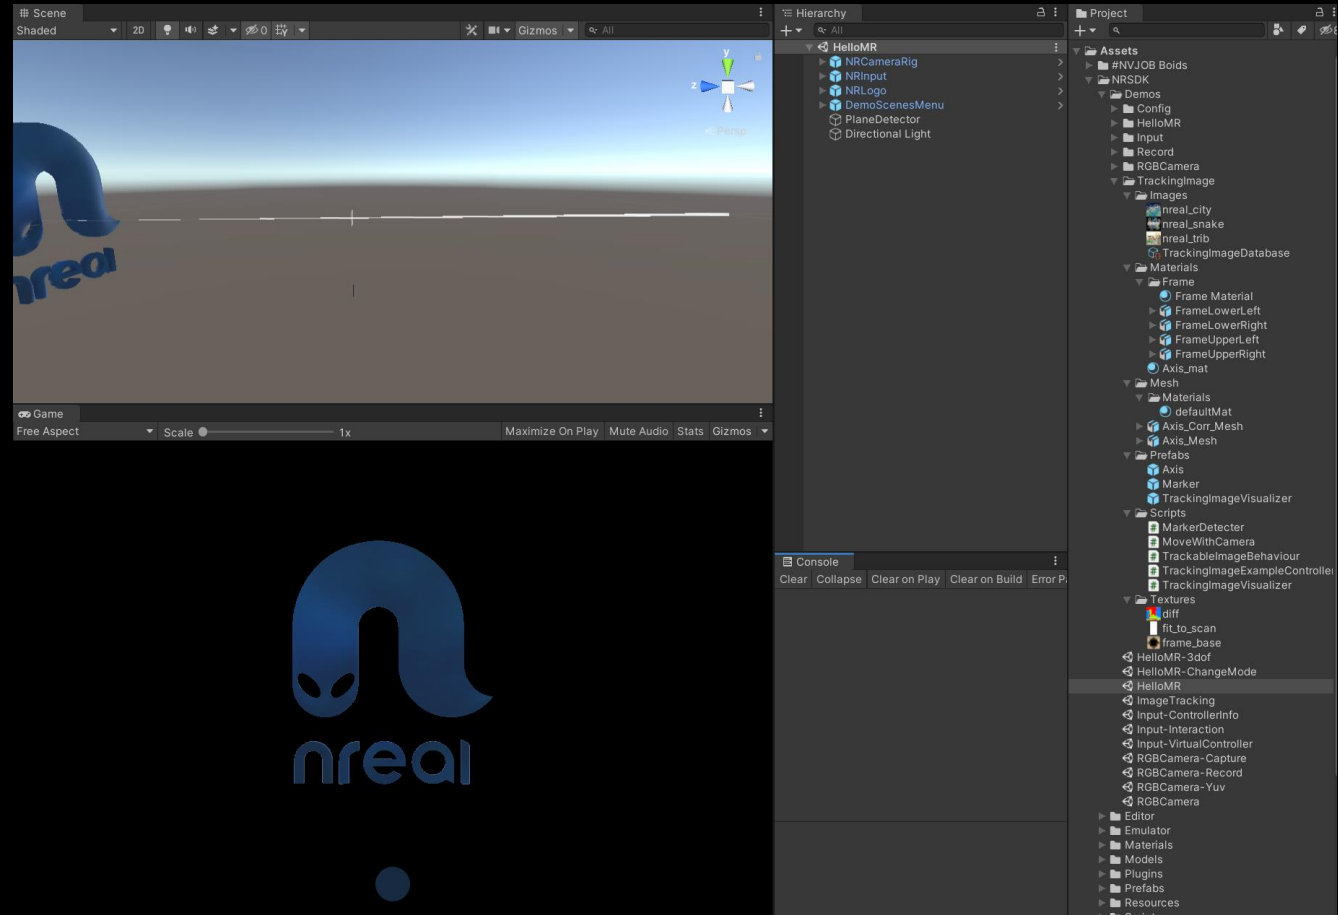 Scene
Shaded
2D
0
Gizmos
All
y
z
Persp
nreal
Game
Free Aspect
Scale
1x
Maximize On Play
Mute Audio
Stats
Gizmos
nreal
Hierarchy
All
HelloMR
NRCameraRig
NRInput
NRLogo
DemoScenesMenu
PlaneDetector
Directional Light
Console
Clear
Collapse
Clear on Play
Clear on Build
Error Pa
Project
Assets
#NVJOB Boids
NRSDK
Demos
Config
HelloMR
Input
Record
RGBCamera
TrackingImage
Images
nreal_city
nreal_snake
nreal_trib
TrackingImageDatabase
Materials
Frame
Frame Material
FrameLowerLeft
FrameLowerRight
FrameUpperLeft
FrameUpperRight
Axis_mat
Mesh
Materials
defaultMat
Axis_Corr_Mesh
Axis_Mesh
Prefabs
Axis
Marker
TrackingImageVisualizer
Scripts
MarkerDetecter
MoveWithCamera
TrackableImageBehaviour
TrackingImageExampleController
TrackingImageVisualizer
Textures
diff
fit_to_scan
frame_base
HelloMR-3dof
HelloMR-ChangeMode
HelloMR
ImageTracking
Input-ControllerInfo
Input-Interaction
Input-VirtualController
RGBCamera-Capture
RGBCamera-Record
RGBCamera-Yuv
RGBCamera
Editor
Emulator
Materials
Models
Plugins
Prefabs
Resources